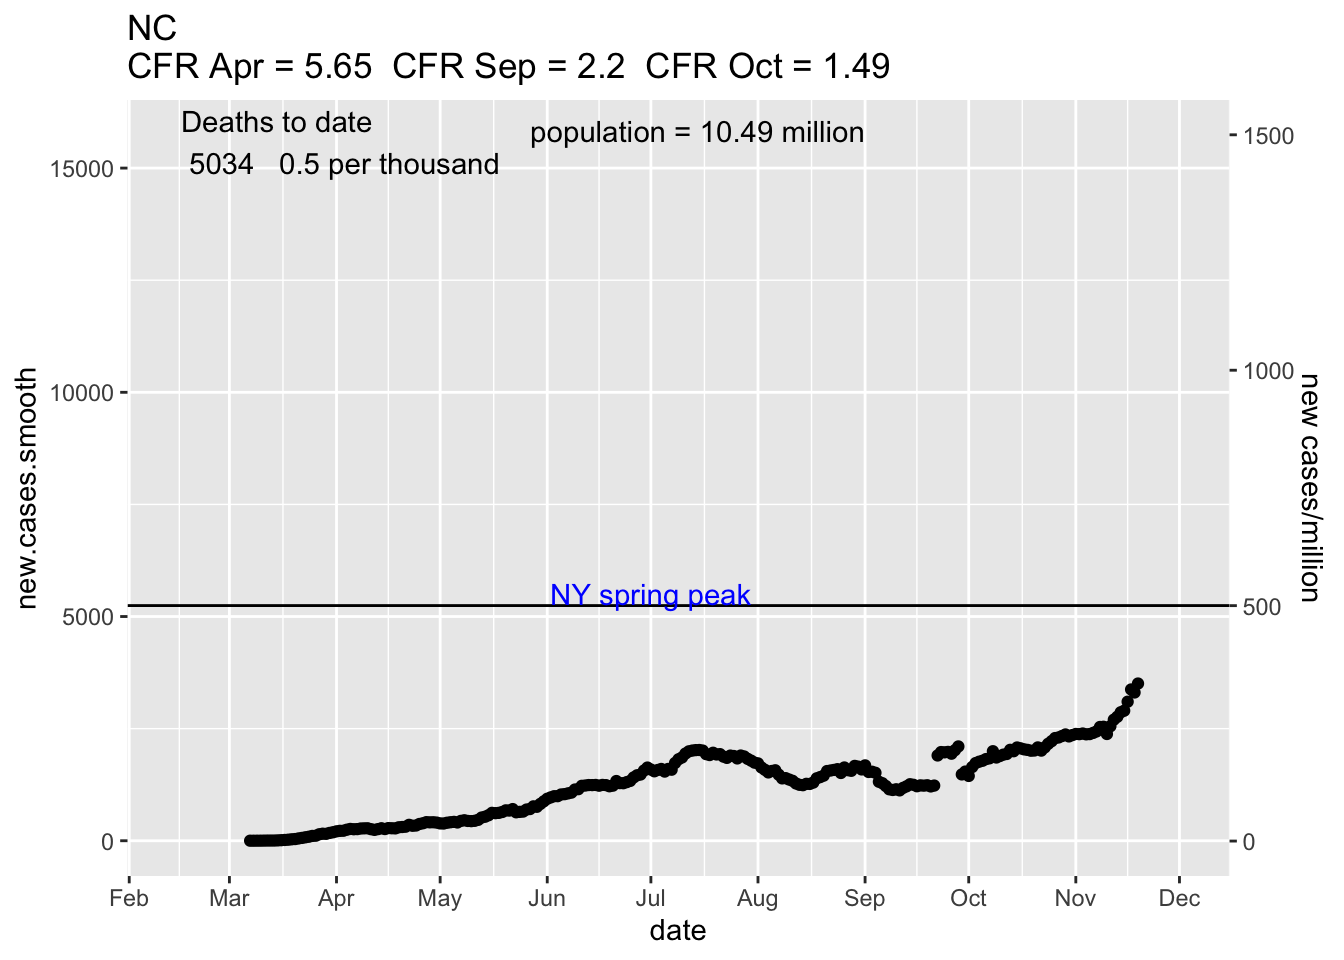 NC
CFR Apr = 5.65  CFR Sep = 2.2  CFR Oct = 1.49
Deaths to date
population = 10.49 million
5034   0.5 per thousand
1500
15000
10000
1000
new.cases.smooth
new cases/million
NY spring peak
5000
500
0
0
Feb Mar Apr May Jun Jul Aug Sep Oct Nov Dec
date